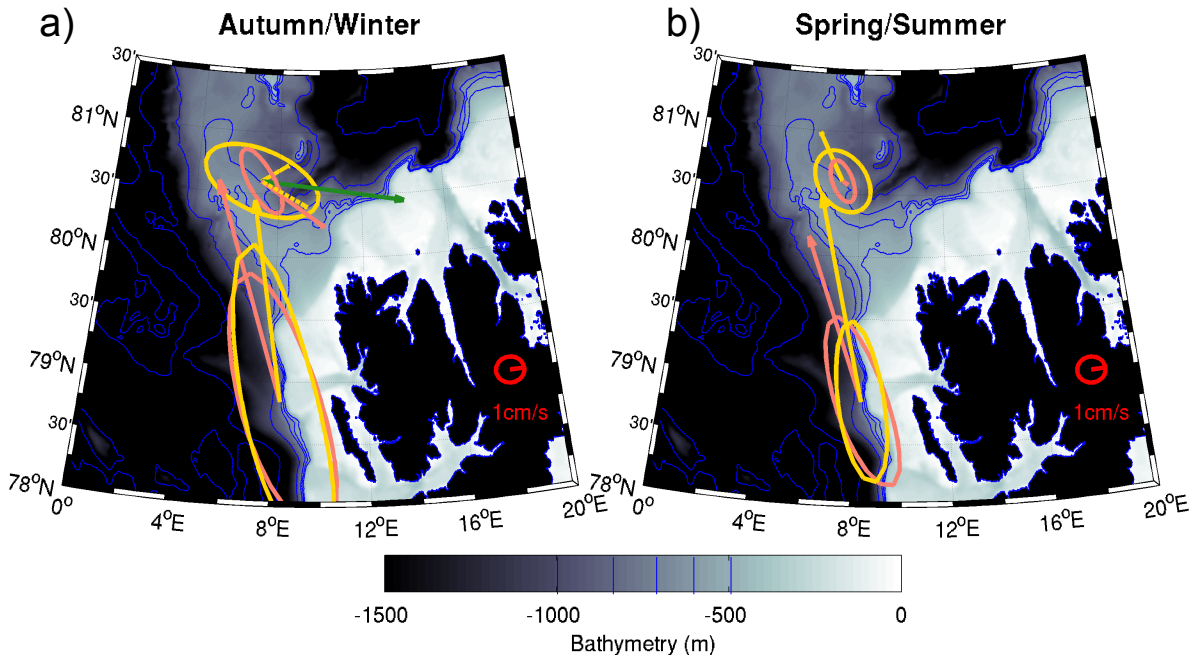 a) Autumn/Winter
b) Spring/Summer
30'
81°N
30'
80°N
30'
79°N
30'
78°N
0°
4°E
8°E
12°E
16°E
20°E
1cm/s
30'
81°N
30'
80°N
30'
79°N
30'
78°N
0°
4°E
8°E
12°E
16°E
20°E
1cm/s
-1500
-1000
-500
0
Bathymetry (m)